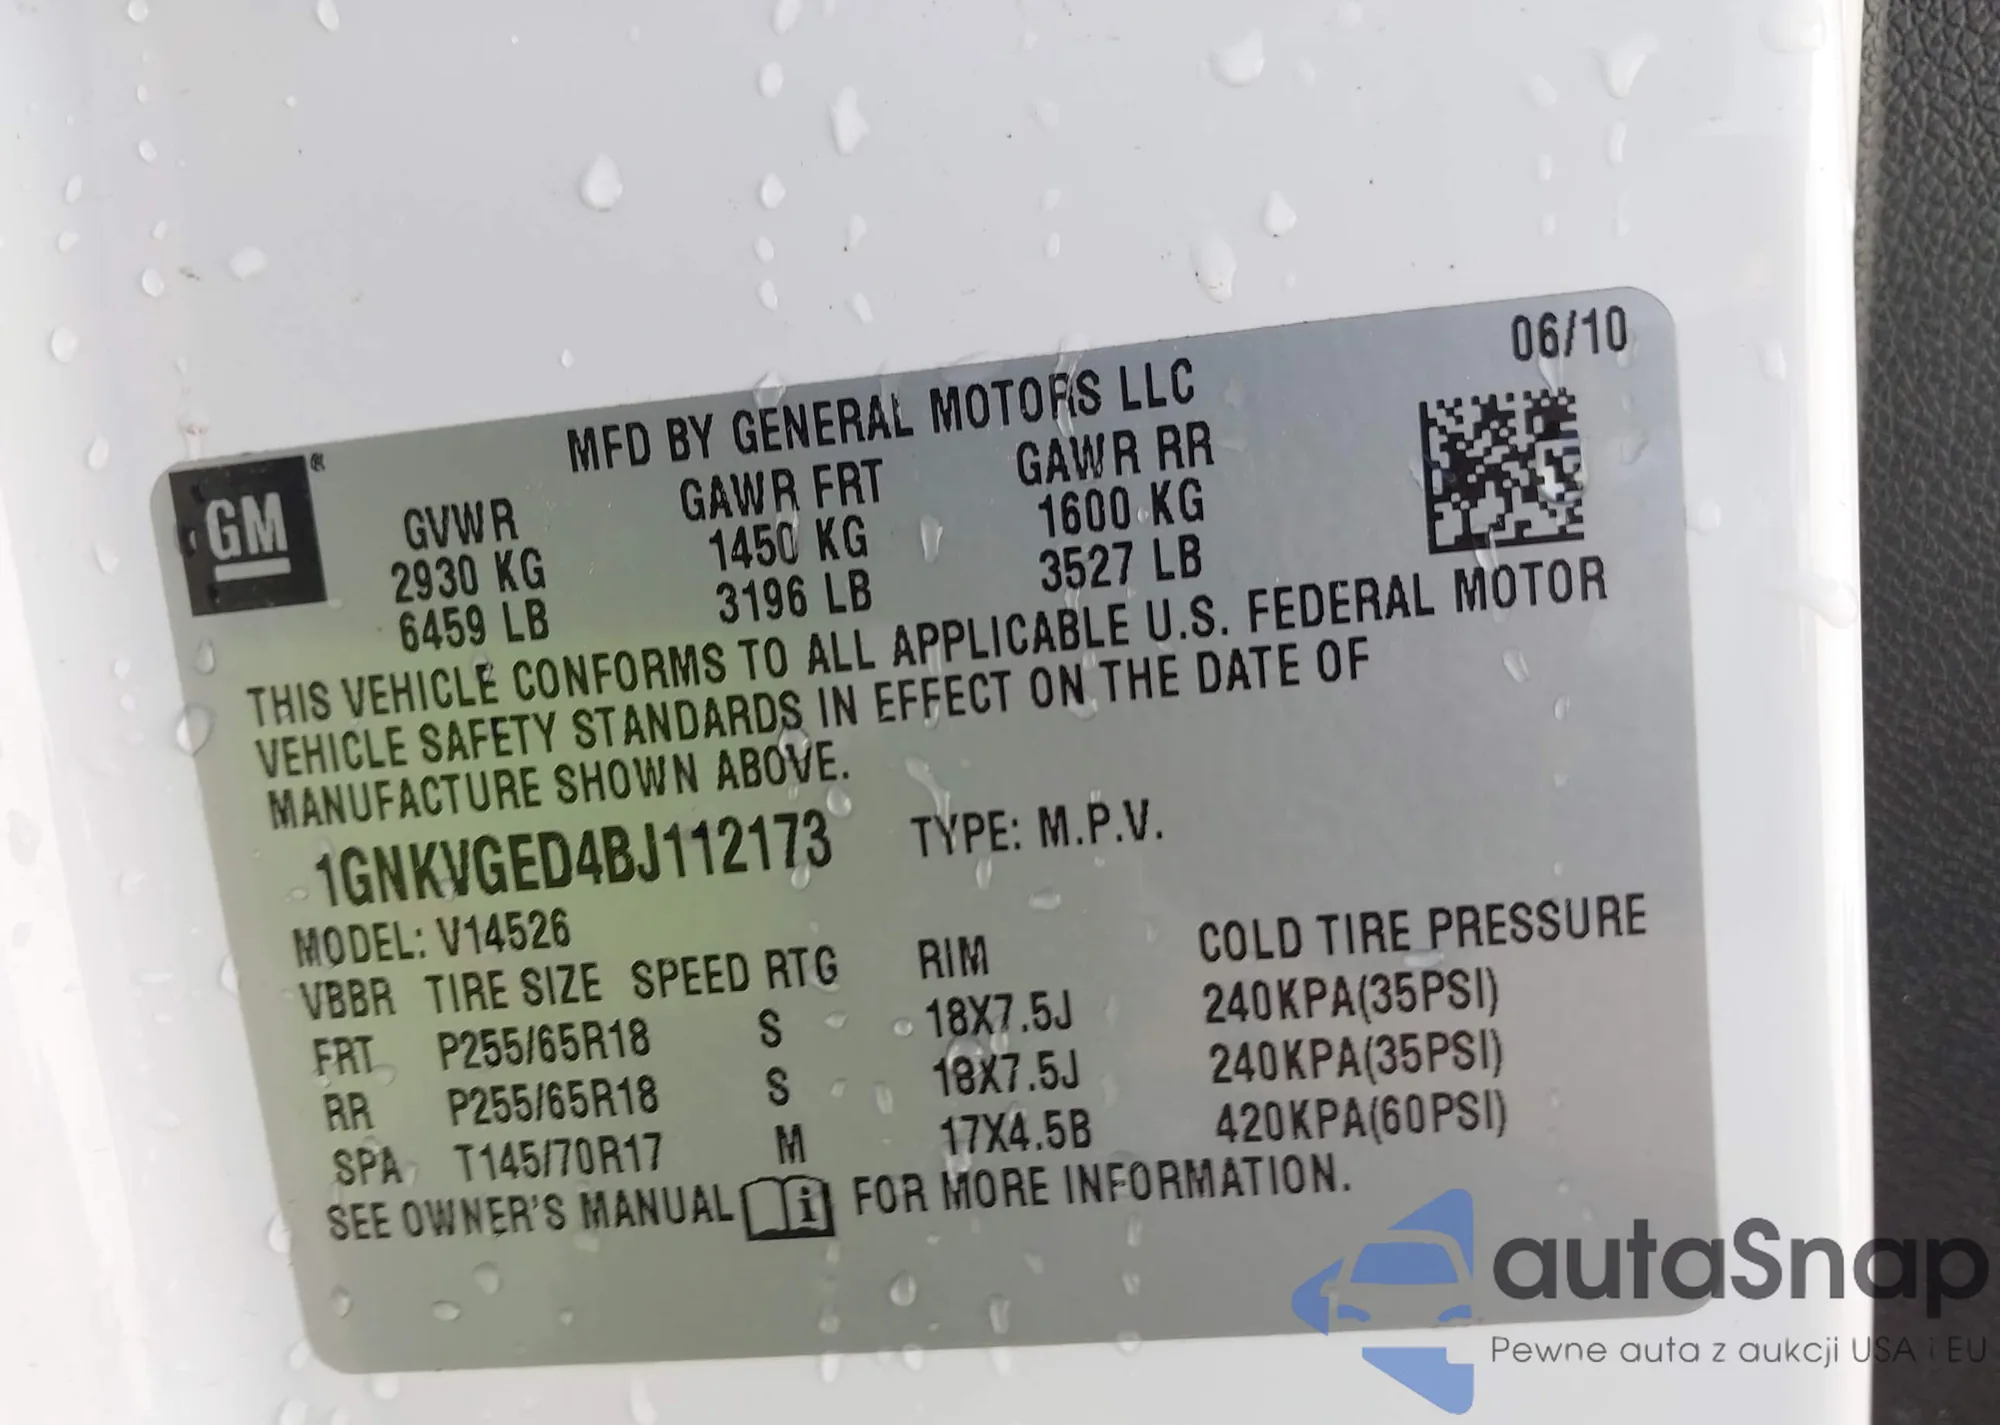 06/10
MFD BY GENERAL MOTORS LLC
GM ®
GVWR GAWR FRT GAWR RR
2930 KG 1450 KG 1600 KG
6459 LB 3196 LB 3527 LB
THIS VEHICLE CONFORMS TO ALL APPLICABLE U.S. FEDERAL MOTOR
VEHICLE SAFETY STANDARDS IN EFFECT ON THE DATE OF
MANUFACTURE SHOWN ABOVE.
1GNKVGED4BJ112173 TYPE: M.P.V.
MODEL: V14526
VBBR TIRE SIZE SPEED RTG RIM COLD TIRE PRESSURE
FRT P255/65R18 S 18X7.5J 240KPA(35PSI)
RR P255/65R18 S 18X7.5J 240KPA(35PSI)
SPA T145/70R17 M 17X4.5B 420KPA(60PSI)
SEE OWNER'S MANUAL i FOR MORE INFORMATION.
autaSnap
Pewne auta z aukcji USA i EU